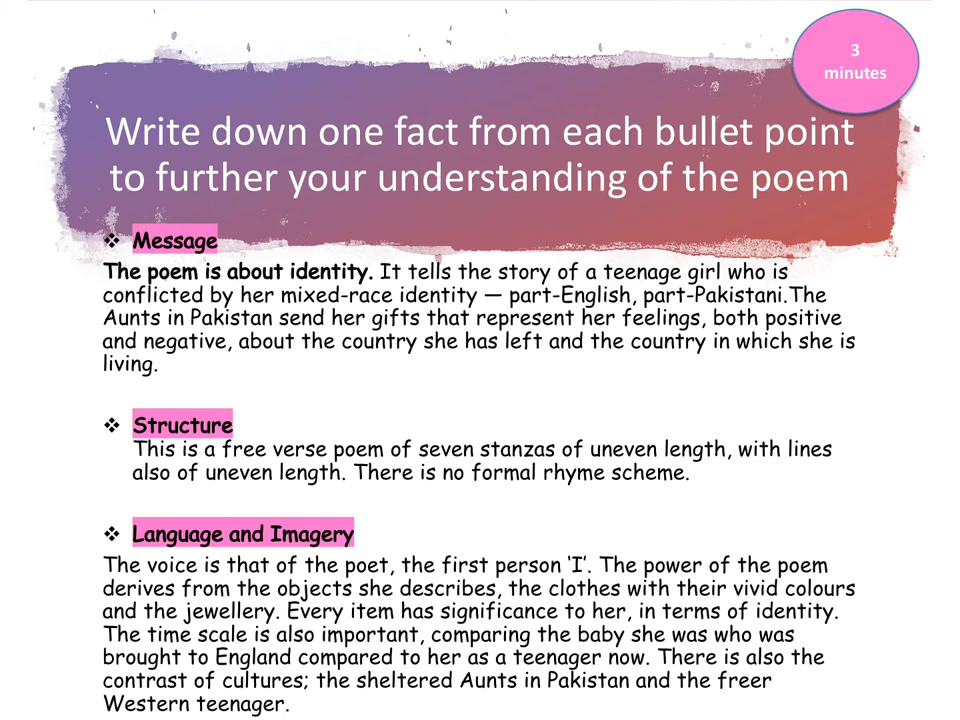 3
minutes
Write down one fact from each bullet point
to further your understanding of the poem
❖ Message
The poem is about identity. It tells the story of a teenage girl who is
conflicted by her mixed-race identity — part-English, part-Pakistani.The
Aunts in Pakistan send her gifts that represent her feelings, both positive
and negative, about the country she has left and the country in which she is
living.
❖ Structure
This is a free verse poem of seven stanzas of uneven length, with lines
also of uneven length. There is no formal rhyme scheme.
❖ Language and Imagery
The voice is that of the poet, the first person ‘I’. The power of the poem
derives from the objects she describes, the clothes with their vivid colours
and the jewellery. Every item has significance to her, in terms of identity.
The time scale is also important, comparing the baby she was who was
brought to England compared to her as a teenager now. There is also the
contrast of cultures; the sheltered Aunts in Pakistan and the freer
Western teenager.